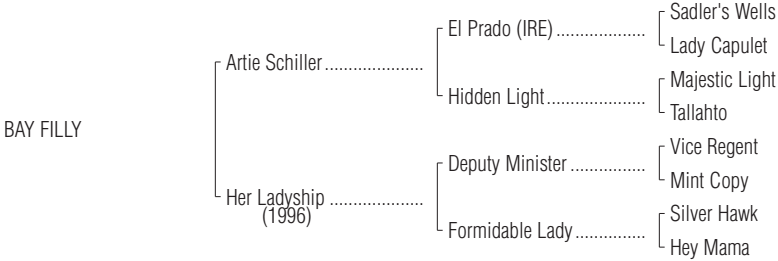 Sadler's Wells
El Prado (IRE) ....................
Lady Capulet
Artie Schiller ......................
Majestic Light
Hidden Light ......................
Tallahto
BAY FILLY
Vice Regent
Deputy Minister ................
Mint Copy
Her Ladyship .....................
(1996)
Silver Hawk
Formidable Lady ...............
Hey Mama